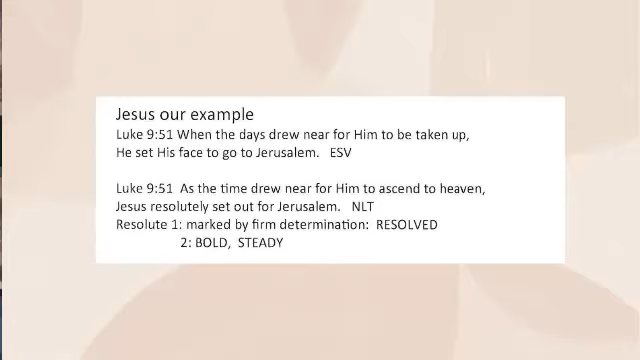 Jesus our example
Luke 9:51 When the days drew near for Him to be taken up,
He set His face to go to Jerusalem. ESV
Luke 9:51 As the time drew near for Him to ascend to heaven,
Jesus resolutely set out for Jerusalem. NLT
Resolute 1: marked by firm determination: RESOLVED
2: BOLD, STEADY